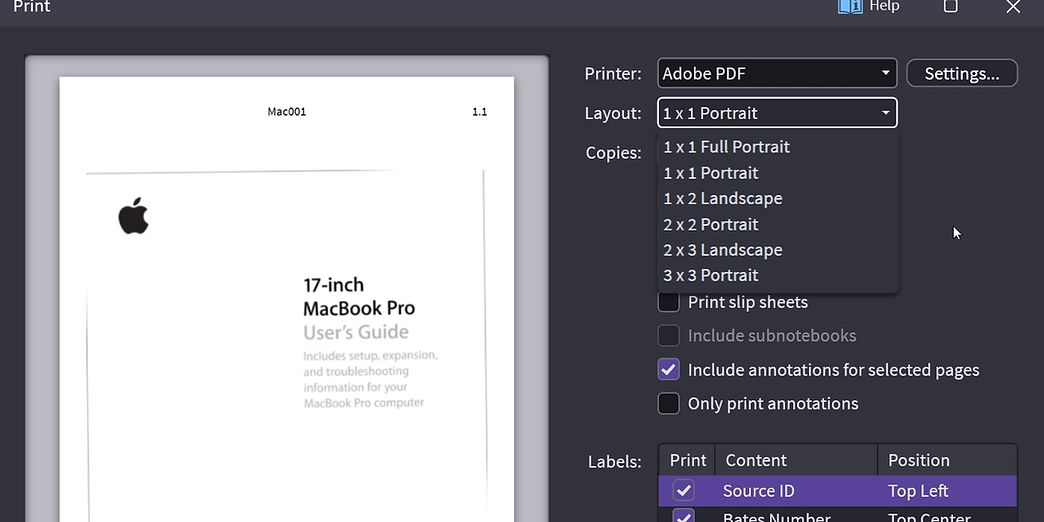 Print
Help
Printer: Adobe PDF Settings...
Layout: 1 x 1 Portrait
Copies:
1 x 1 Full Portrait
1 x 1 Portrait
1 x 2 Landscape
2 x 2 Portrait
2 x 3 Landscape
3 x 3 Portrait
Print slip sheets
Include subnotebooks
Include annotations for selected pages
Only print annotations
Labels:
Print Content Position
Source ID Top Left
Bates Number Top Center
Mac001 1.1
17-inch
MacBook Pro
User's Guide
Includes setup, expansion,
and troubleshooting
information for your
MacBook Pro computer